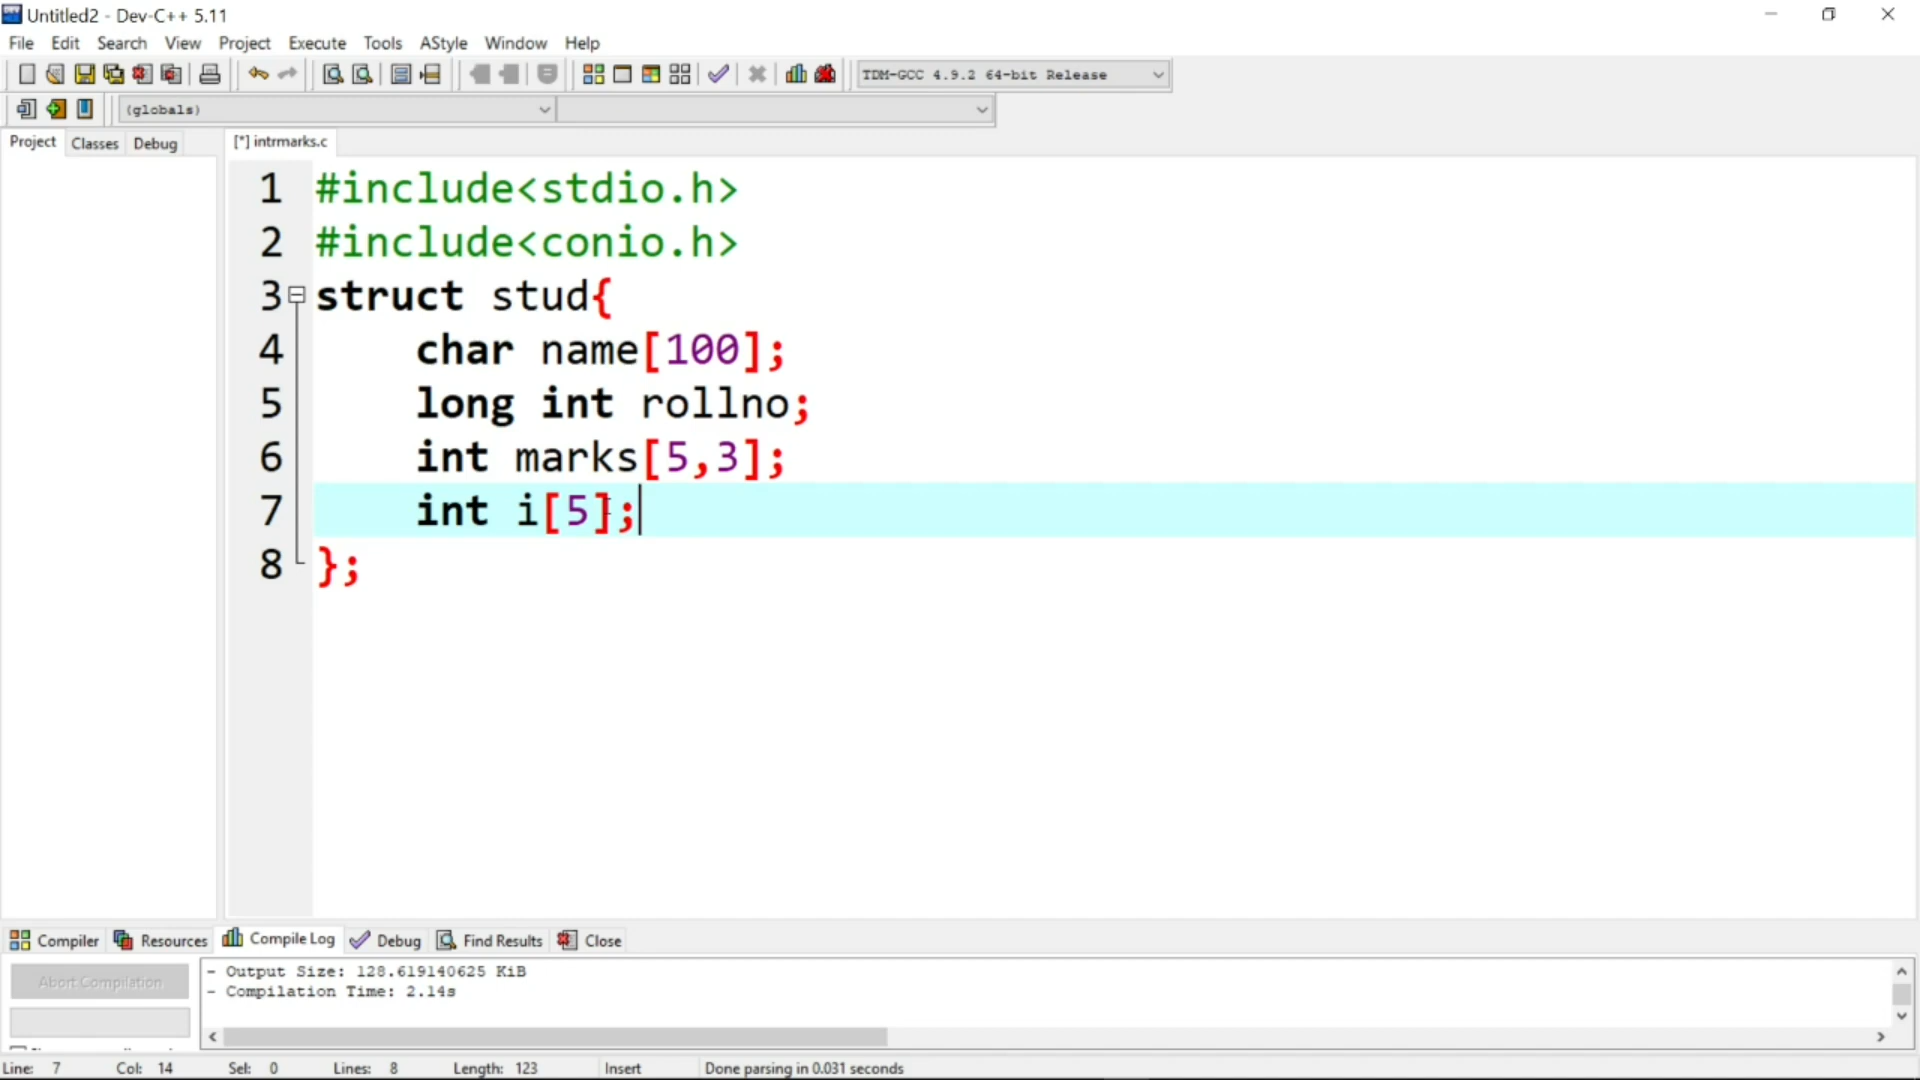 Untitled2 - Dev-C++ 5.11
File Edit Search View Project Execute Tools AStyle Window Help
TDM-GCC 4.9.2 64-bit Release
(globals)
Project Classes Debug [*] intrmarks.c
1 #include<stdio.h>
2 #include<conio.h>
3 struct stud{
4 char name[100];
5 long int rollno;
6 int marks[5,3];
7 int i[5];
8 };
Compiler Resources Compile Log Debug Find Results Close
Abort Compilation
- Output Size: 128.619140625 KiB
- Compilation Time: 2.14s
Line: 7 Col: 14 Sel: 0 Lines: 8 Length: 123 Insert Done parsing in 0.031 seconds